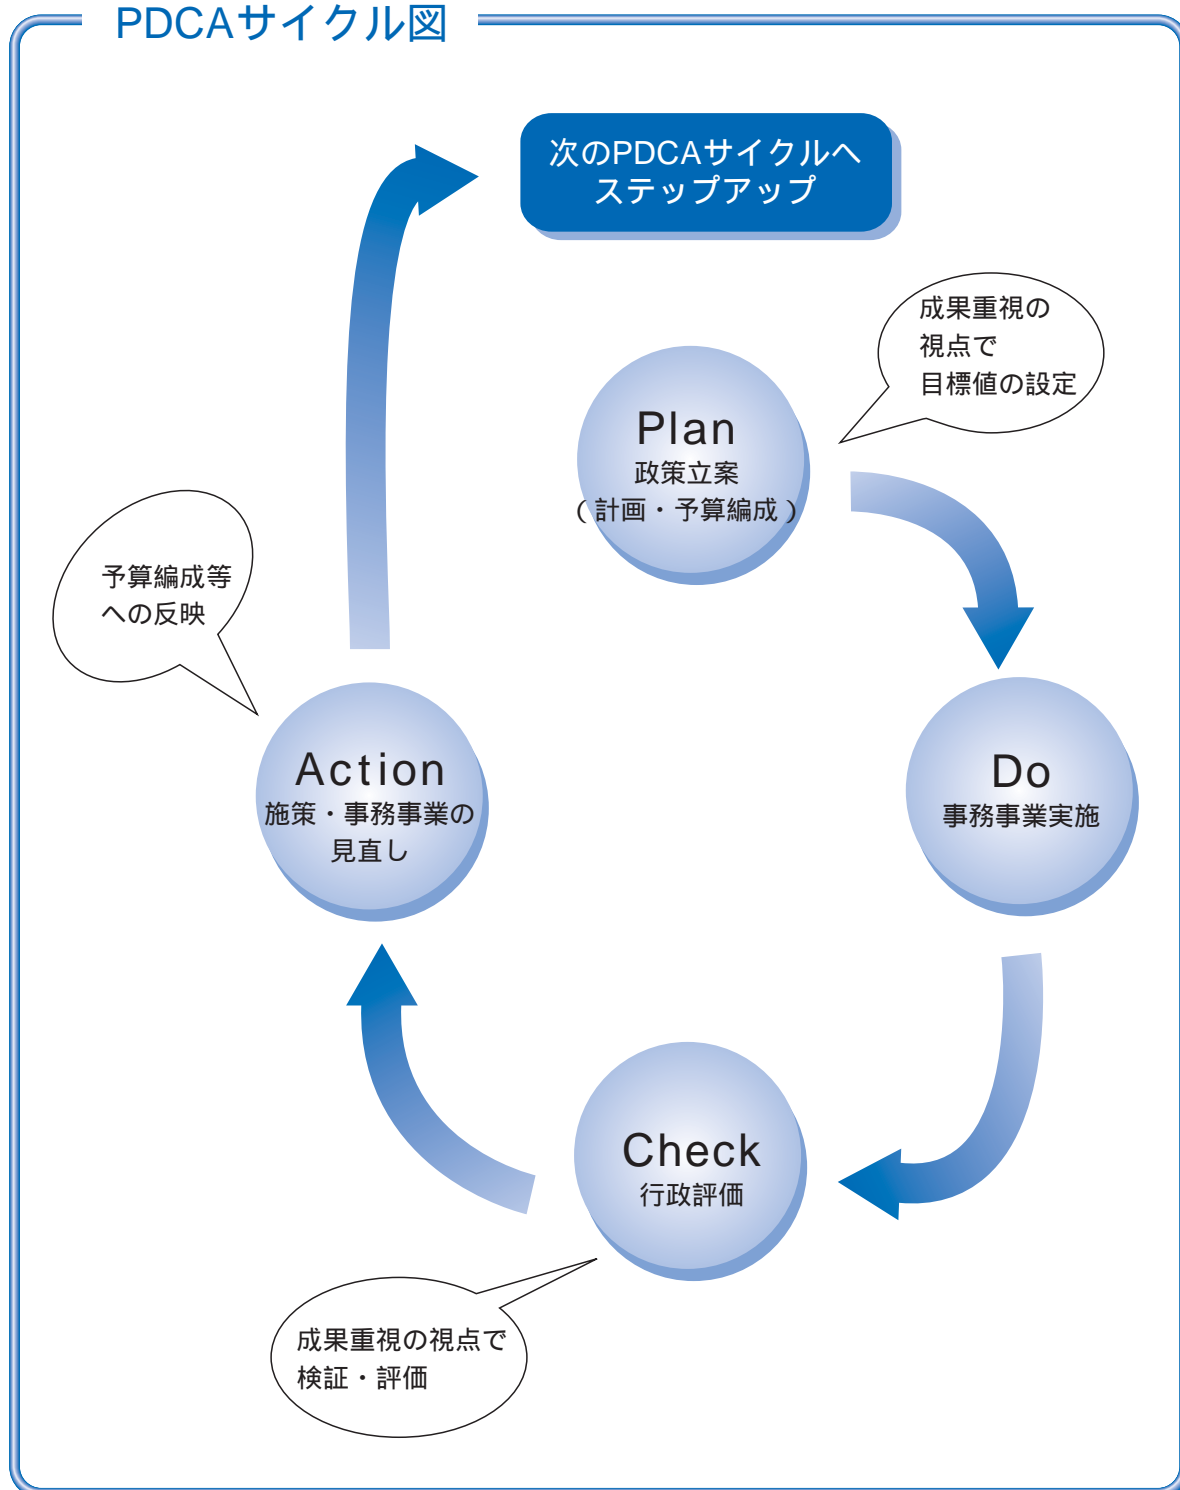 PDCAサイクル図
次のPDCAサイクルへ
ステップアップ
成果重視の
視点で
目標値の設定
Plan
政策立案
(計画・予算編成)
予算編成等
への反映
Action
施策・事務事業の
見直し
Do
事務事業実施
Check
行政評価
成果重視の視点で
検証・評価